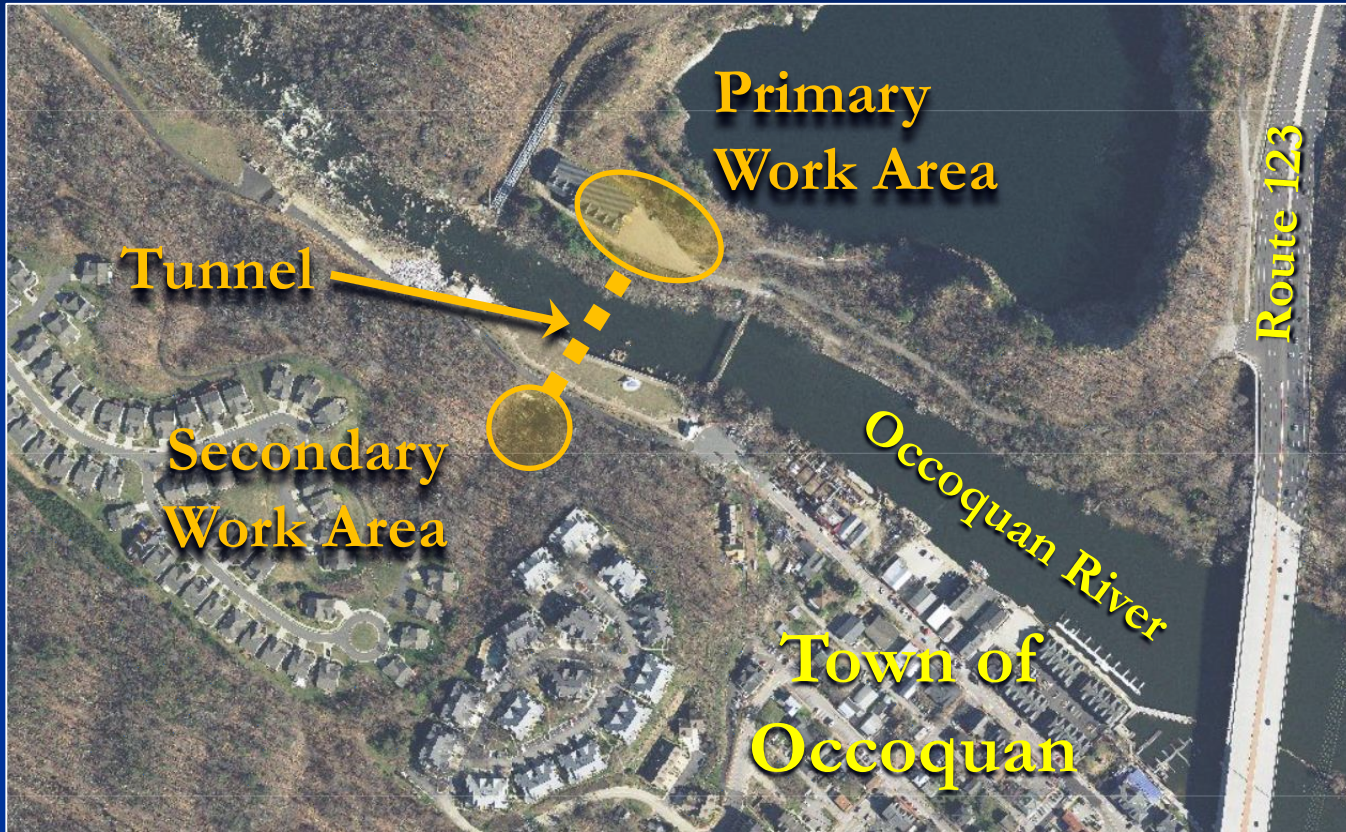 Primary
Work Area
Route 123
Tunnel
Secondary
Work Area
Occoquan River
Town of
Occoquan